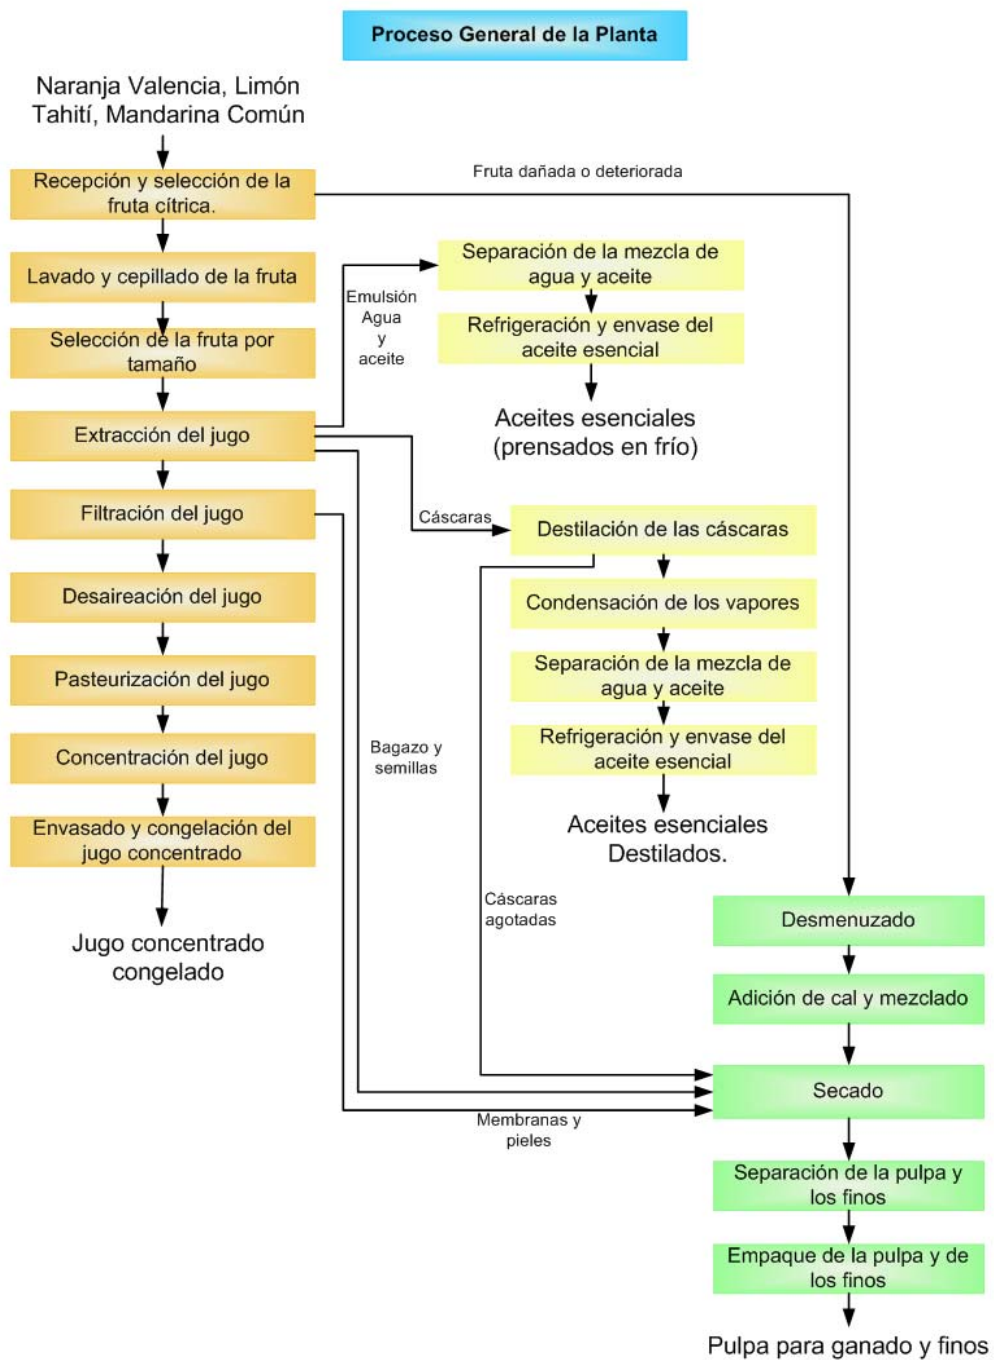 Proceso General de la Planta
Naranja Valencia, Limón
Tahití, Mandarina Común
Recepción y selección de la
fruta cítrica.
Fruta dañada o deteriorada
Lavado y cepillado de la fruta
Selección de la fruta por
tamaño
Extracción del jugo
Filtración del jugo
Desaireación del jugo
Pasteurización del jugo
Concentración del jugo
Envasado y congelación del
jugo concentrado
Jugo concentrado
congelado
Emulsión
Agua
y
aceite
Separación de la mezcla de
agua y aceite
Refrigeración y envase del
aceite esencial
Aceites esenciales
(prensados en frío)
Cáscaras
Destilación de las cáscaras
Condensación de los vapores
Separación de la mezcla de
agua y aceite
Refrigeración y envase del
aceite esencial
Aceites esenciales
Destilados.
Bagazo y
semillas
Cáscaras
agotadas
Membranas y
pieles
Desmenuzado
Adición de cal y mezclado
Secado
Separación de la pulpa y
los finos
Empaque de la pulpa y de
los finos
Pulpa para ganado y finos